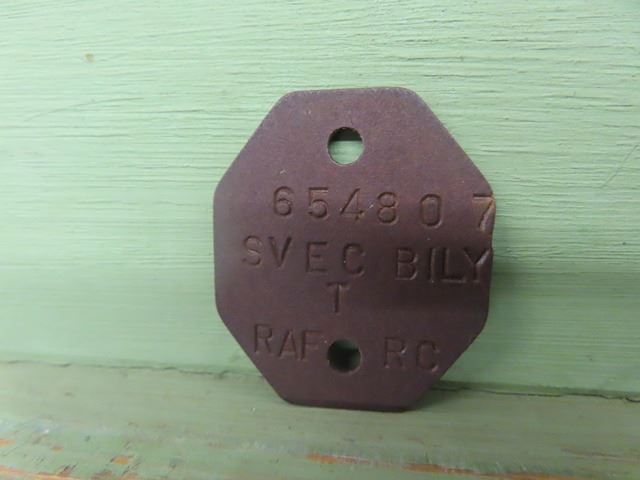 654807
SVEC BILY
T
RAF RC